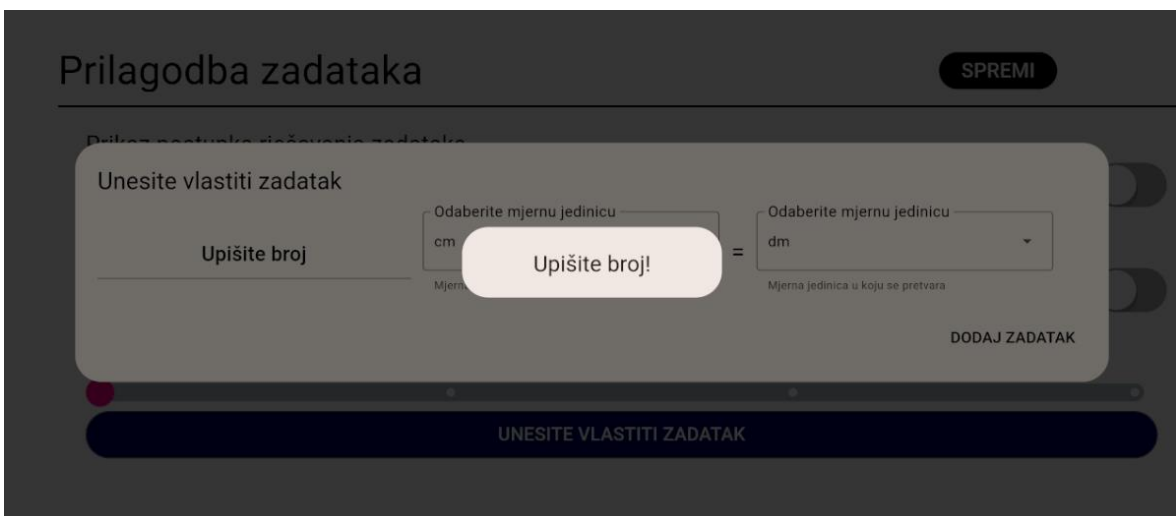 Prilagodba zadataka
SPREMI
Unesite vlastiti zadatak
Odaberite mjernu jedinicu
Odaberite mjernu jedinicu
Upišite broj
cm
Upišite broj!
=
dm
Mjerna jedinica u koju se pretvara
DODAJ ZADATAK
UNESITE VLASTITI ZADATAK